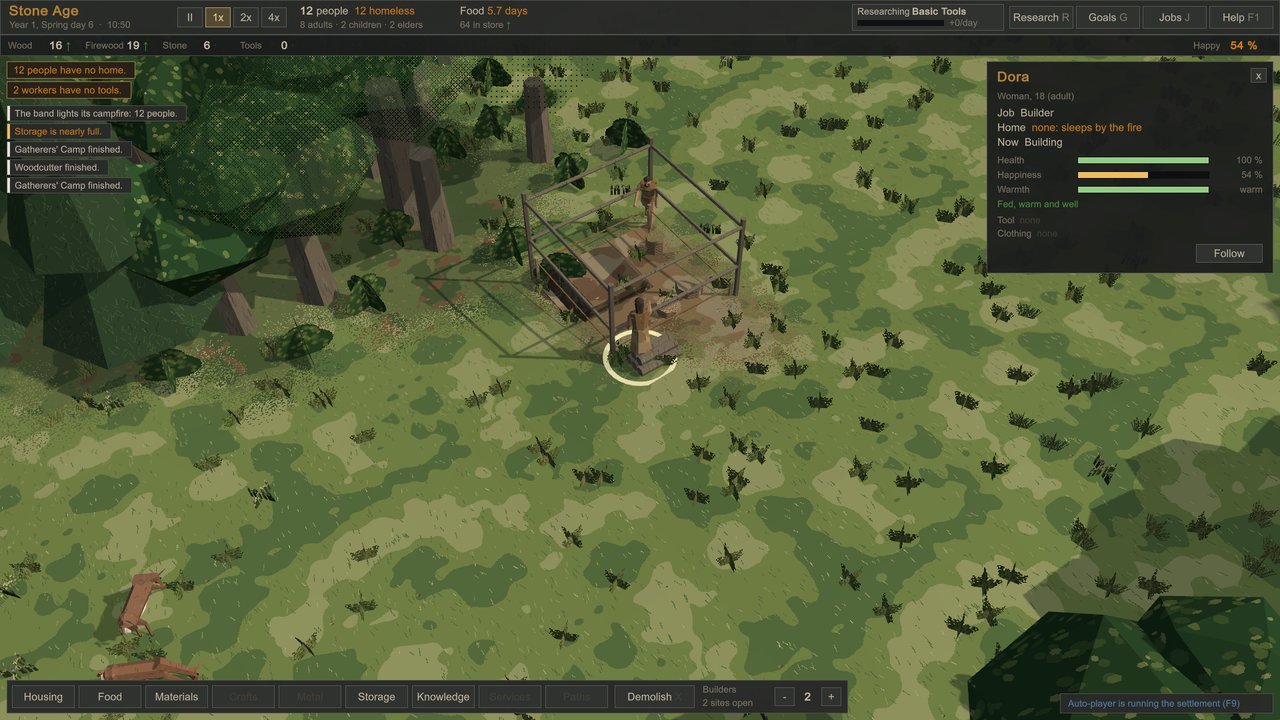 Stone Age
Year 1, Spring day 6 · 10:50
II 1x 2x 4x
12 people 12 homeless
8 adults · 2 children · 2 elders
Food 5.7 days
64 in store ↑
Researching Basic Tools
+0/day
Research R
Goals G
Jobs J
Help F1
Wood 16 ↑ Firewood 19 ↑ Stone 6 Tools 0
Happy 54 %
12 people have no home.
2 workers have no tools.
The band lights its campfire: 12 people.
Storage is nearly full.
Gatherers' Camp finished.
Woodcutter finished.
Gatherers' Camp finished.
Dora
x
Woman, 18 (adult)
Job Builder
Home none: sleeps by the fire
Now Building
Health 100 %
Happiness 54 %
Warmth warm
Fed, warm and well
Tool none
Clothing none
Follow
Housing
Food
Materials
Crafts
Metal
Storage
Knowledge
Services
Paths
Demolish X
Builders
2 sites open
- 2 +
Auto-player is running the settlement (F9)